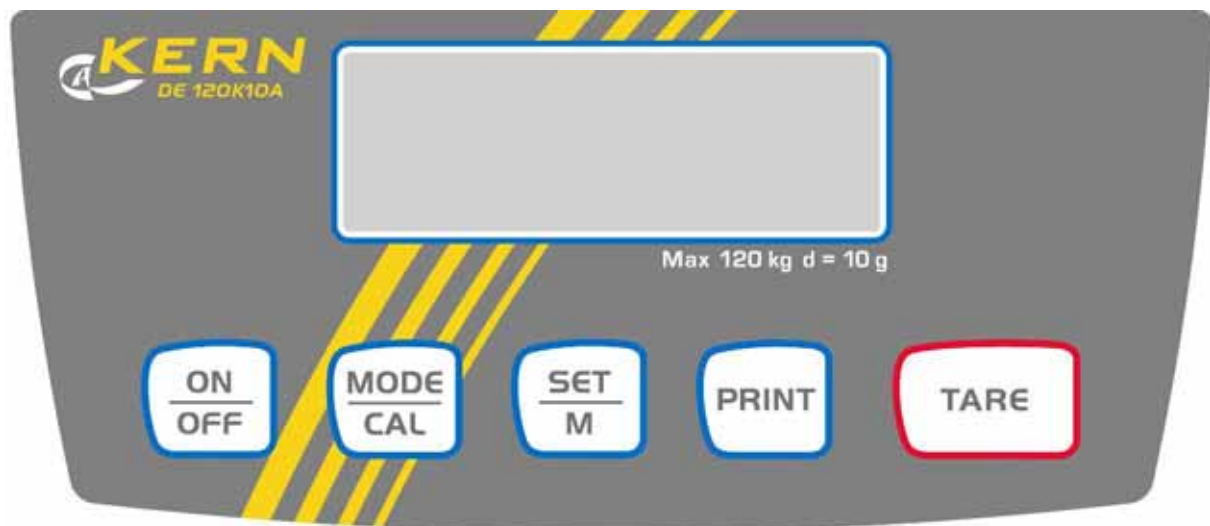 KERN
DE 120K10A
Max 120 kg d = 10 g
ON
OFF
MODE
CAL
SET
M
PRINT
TARE